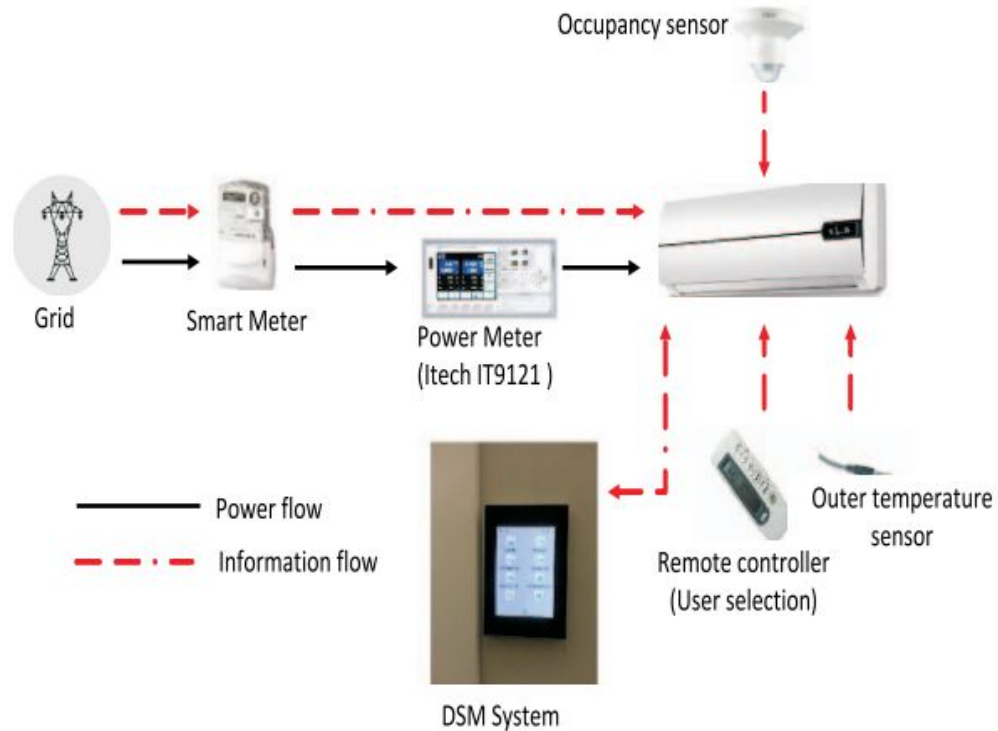 Occupancy sensor
Grid
Smart Meter
Power Meter
(Itech IT9121 )
Power flow
Information flow
Outer temperature
sensor
Remote controller
(User selection)
DSM System